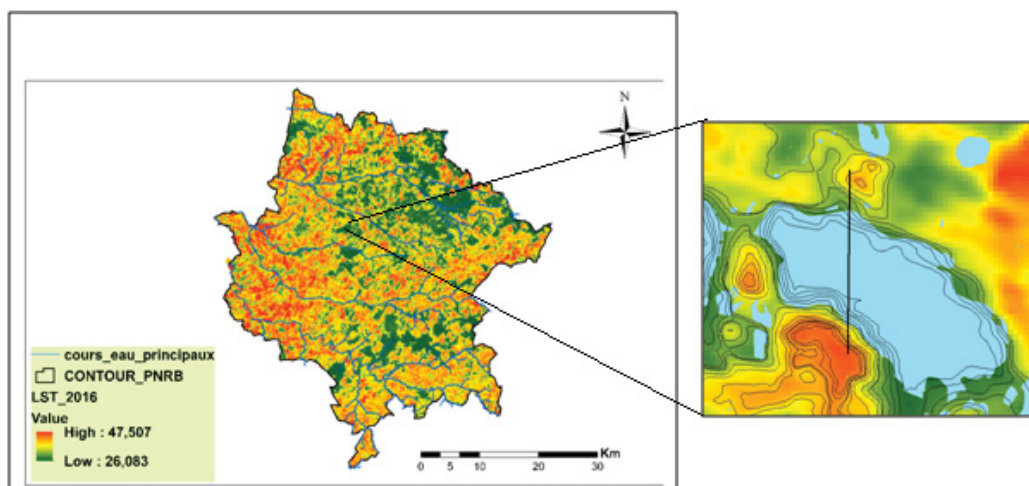 N
cours_eau_principaux
CONTOUR_PNRB
LST_2016
Value
High : 47,507
Low : 26,083
Km
0 5 10 20 30